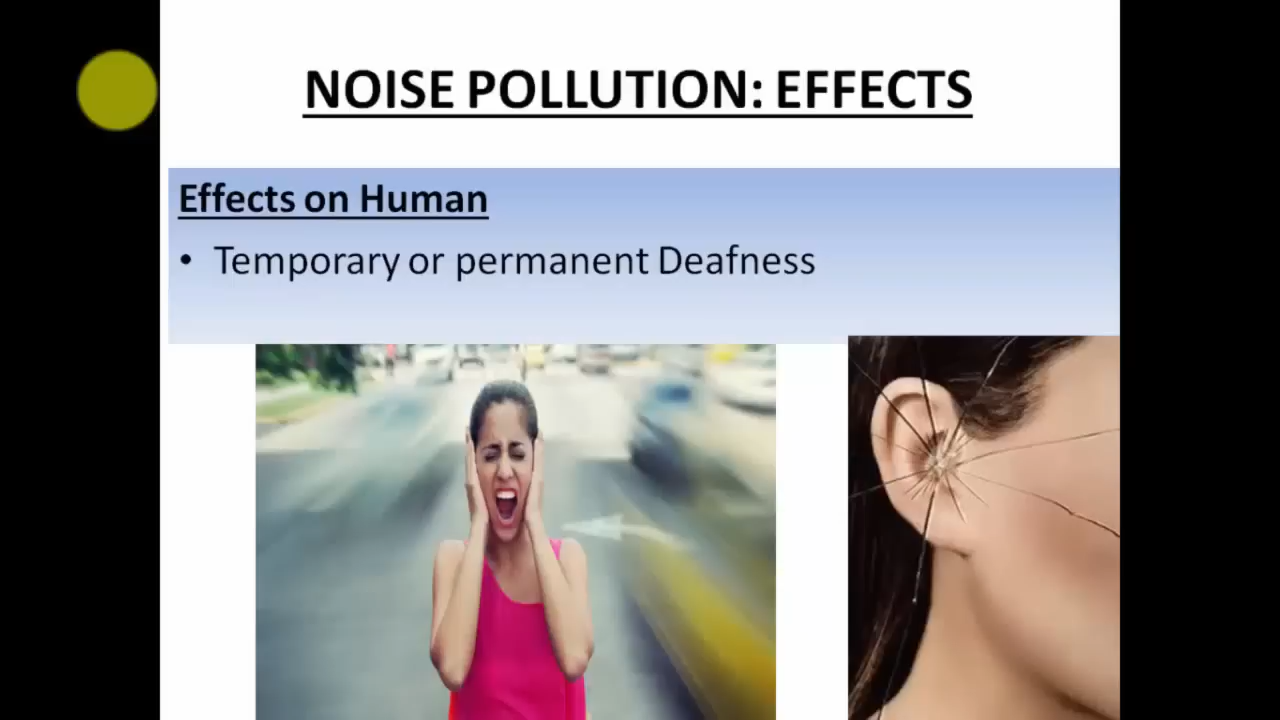 NOISE POLLUTION: EFFECTS
Effects on Human
• Temporary or permanent Deafness